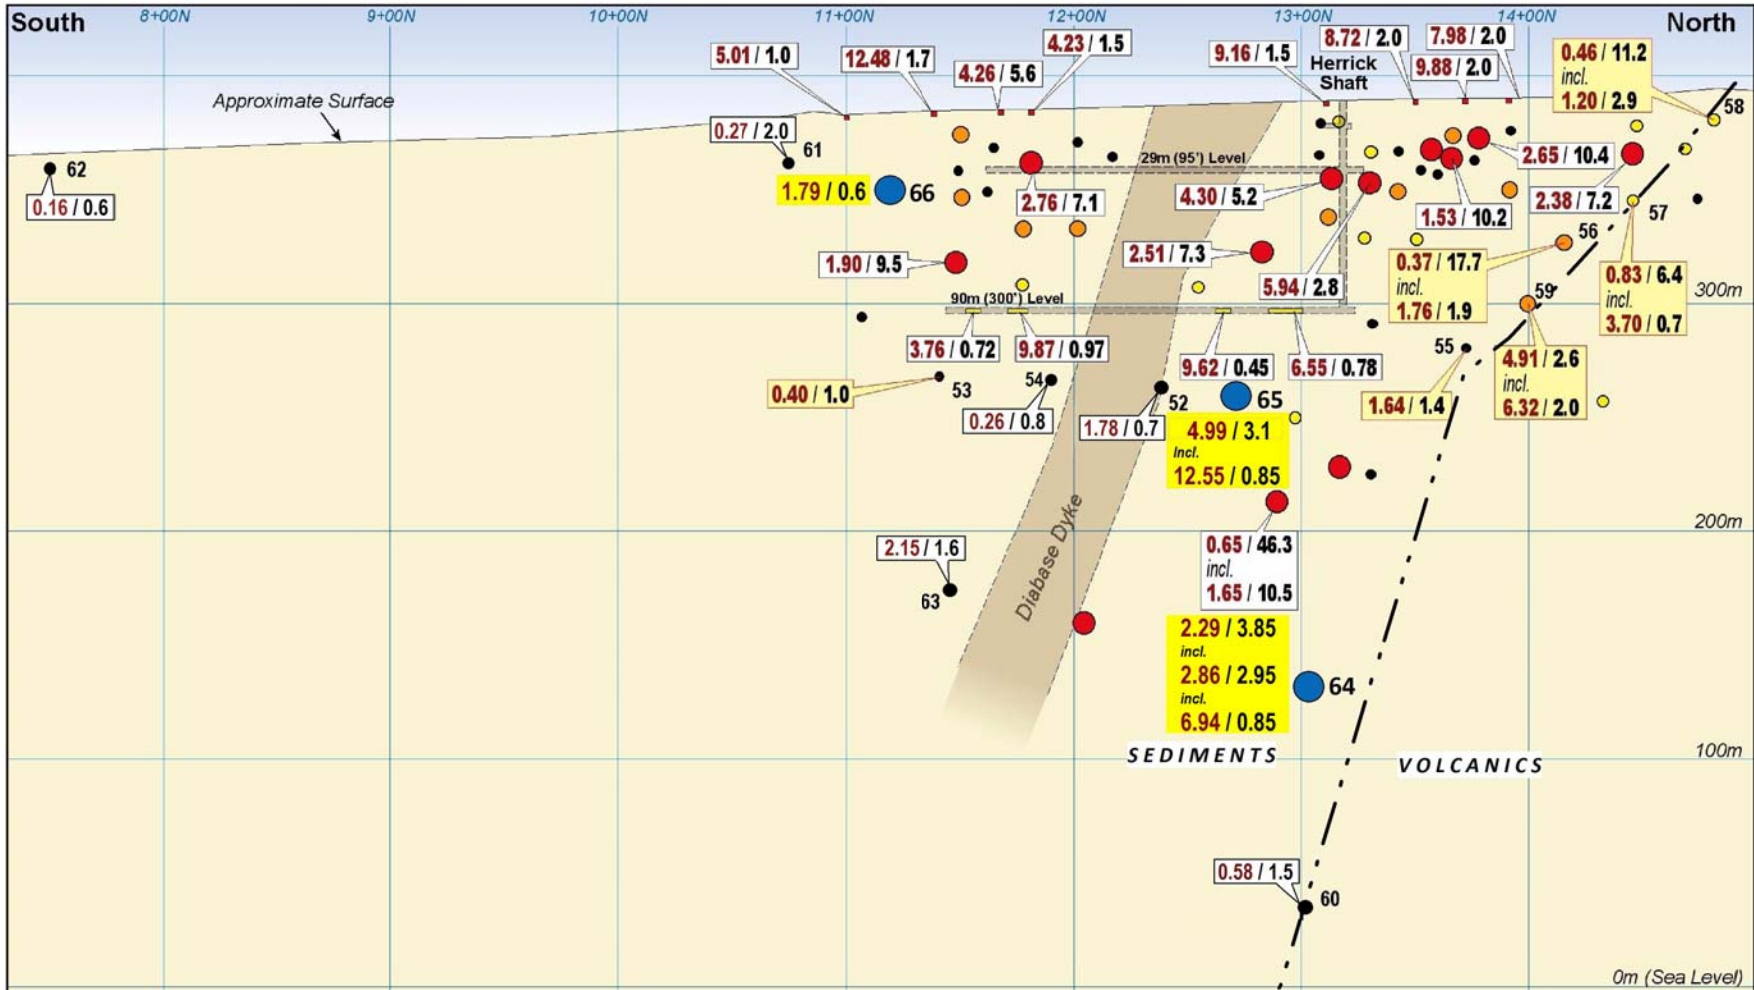 South
8+00N
9+00N
10+00N
11+00N
12+00N
13+00N
14+00N
North
5.01 / 1.0
12.48 / 1.7
4.26 / 5.6
4.23 / 1.5
9.16 / 1.5
Herrick
Shaft
8.72 / 2.0
7.98 / 2.0
9.88 / 2.0
0.46 / 11.2
incl.
1.20 / 2.9
58
Approximate Surface
0.27 / 2.0
61
62
0.16 / 0.6
1.79 / 0.6
66
29m (95') Level
2.76 / 7.1
4.30 / 5.2
2.65 / 10.4
2.38 / 7.2
1.53 / 10.2
57
56
1.90 / 9.5
2.51 / 7.3
5.94 / 2.8
0.37 / 17.7
incl.
1.76 / 1.9
0.83 / 6.4
incl.
3.70 / 0.7
59
300m
90m (300') Level
3.76 / 0.72
9.87 / 0.97
9.62 / 0.45
6.55 / 0.78
55
4.91 / 2.6
incl.
6.32 / 2.0
0.40 / 1.0
53
54
0.26 / 0.8
1.78 / 0.7
52
65
1.64 / 1.4
4.99 / 3.1
Incl.
12.55 / 0.85
200m
Diabase Dyke
2.15 / 1.6
63
0.65 / 46.3
incl.
1.65 / 10.5
2.29 / 3.85
incl.
2.86 / 2.95
incl.
6.94 / 0.85
64
SEDIMENTS
VOLCANICS
100m
0.58 / 1.5
60
0m (Sea Level)